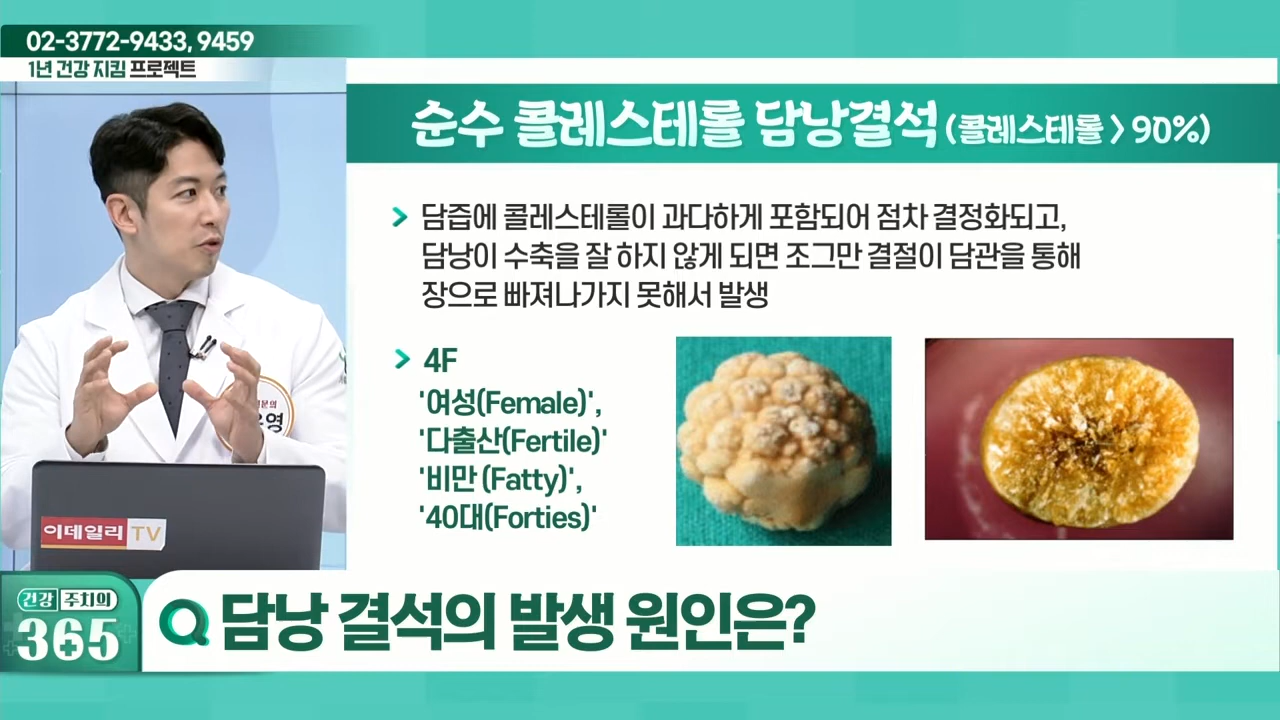 02-3772-9433, 9459
1년 건강 지킴 프로젝트
순수 콜레스테롤 담낭결석 (콜레스테롤 > 90%)
담즙에 콜레스테롤이 과다하게 포함되어 점차 결정화되고,
담낭이 수축을 잘 하지 않게 되면 조그만 결절이 담관을 통해
장으로 빠져나가지 못해서 발생
4F
'여성(Female)',
'다출산(Fertile)'
'비만 (Fatty)',
'40대(Forties)'
이데일리 TV
건강 주치의
365
Q 담낭 결석의 발생 원인은?